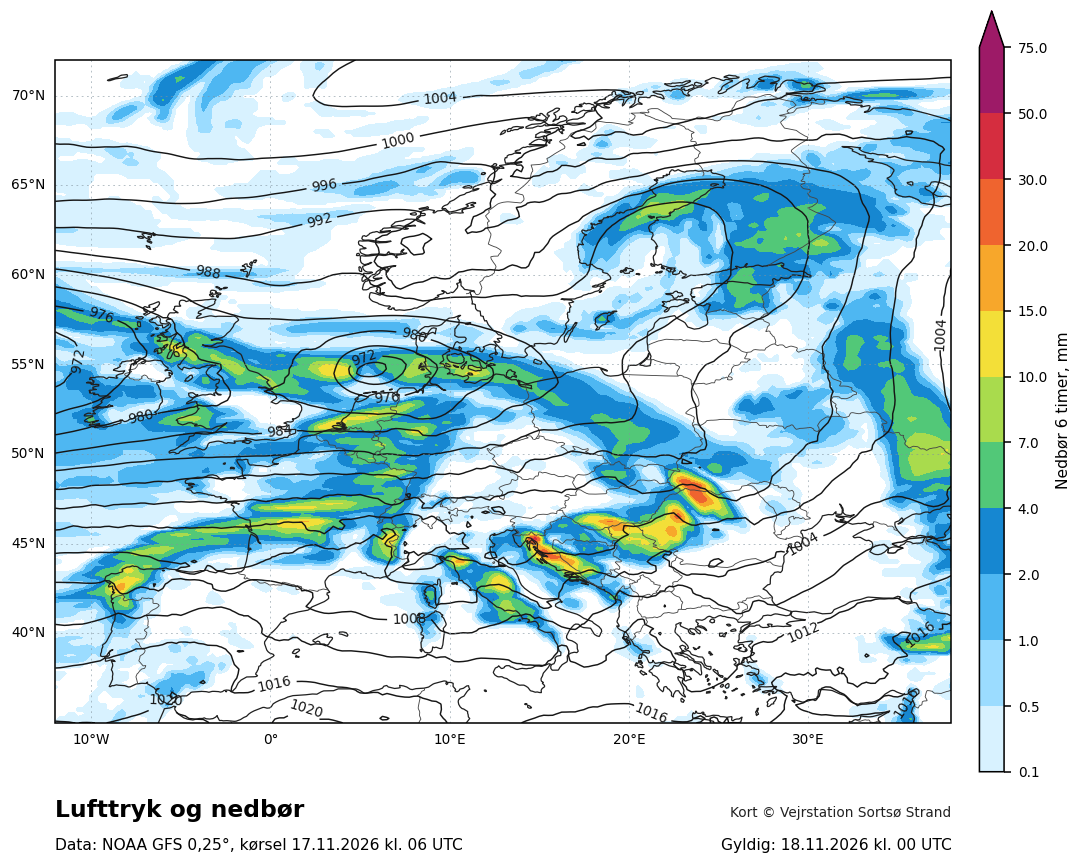 75.0
50.0
30.0
20.0
15.0
10.0
7.0
4.0
2.0
1.0
0.5
0.1
Nedbør 6 timer, mm
70°N
65°N
60°N
55°N
50°N
45°N
40°N
10°W
0°
10°E
20°E
30°E
1004
1000
996
992
988
976
980
972
972
1004
976
980
984
1004
1008
1012
1016
1016
1020
1020
1016
1016
Lufttryk og nedbør
Kort © Vejrstation Sortsø Strand
Data: NOAA GFS 0,25°, kørsel 17.11.2026 kl. 06 UTC
Gyldig: 18.11.2026 kl. 00 UTC